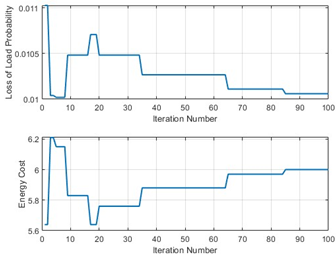 Loss of Load Probability
0.011
0.0105
0.01
0 10 20 30 40 50 60 70 80 90 100
Iteration Number
Energy Cost
6.2
6
5.8
5.6
0 10 20 30 40 50 60 70 80 90 100
Iteration Number